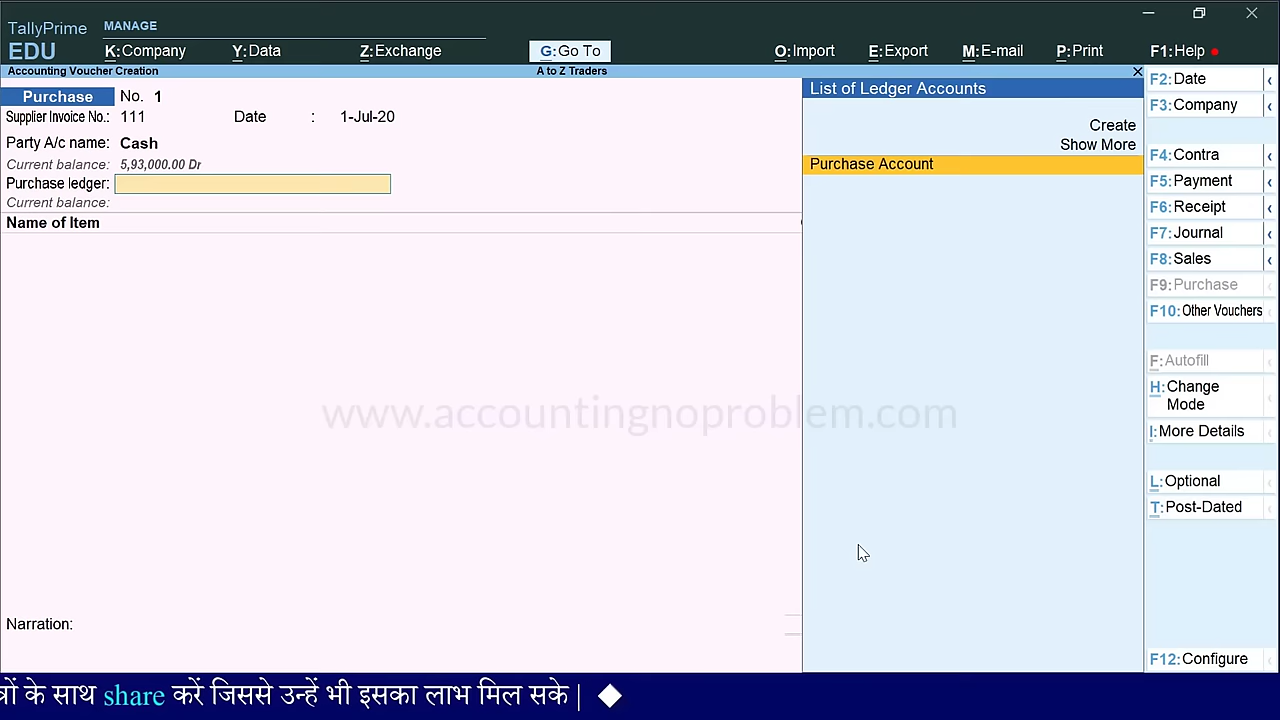 TallyPrime
EDU
MANAGE
K:Company Y:Data Z:Exchange G:Go To O:Import E:Export M:E-mail P:Print F1:Help
Accounting Voucher Creation A to Z Traders
Purchase No. 1
Supplier Invoice No.: 111 Date : 1-Jul-20
Party A/c name: Cash
Current balance: 5,93,000.00 Dr
Purchase ledger:
Current balance:
Name of Item
Narration:
List of Ledger Accounts
Create
Show More
Purchase Account
F2:Date
F3:Company
F4:Contra
F5:Payment
F6:Receipt
F7:Journal
F8:Sales
F9:Purchase
F10:Other Vouchers
F:Autofill
H:Change
Mode
I:More Details
L:Optional
T:Post-Dated
F12:Configure
www.accountingnoproblem.com
के साथ share करें जिससे उन्हें भी इसका लाभ मिल सके |